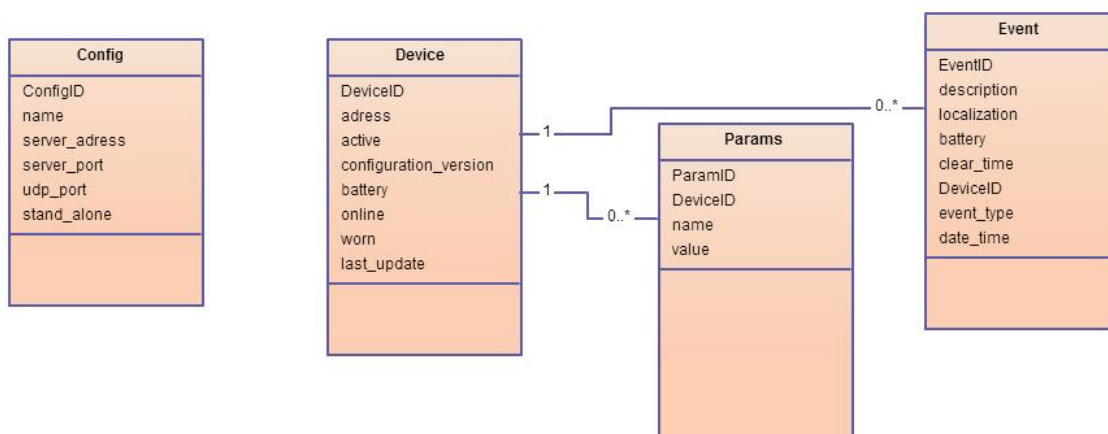 Config
ConfigID
name
server_adress
server_port
udp_port
stand_alone
Device
DeviceID
adress
active
configuration_version
battery
online
worn
last_update
1
0..*
1
0..*
Params
ParamID
DeviceID
name
value
Event
EventID
description
localization
battery
clear_time
DeviceID
event_type
date_time